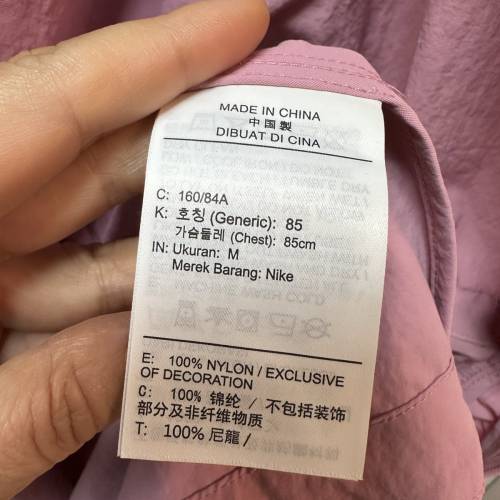 MADE IN CHINA
中国製
DIBUAT DI CINA
C: 160/84A
K: 호칭 (Generic): 85
가슴둘레 (Chest): 85cm
IN: Ukuran: M
Merek Barang: Nike
E: 100% NYLON / EXCLUSIVE
OF DECORATION
C: 100% 锦纶 / 不包括装饰
部分及非纤维物质
T: 100% 尼龍 /